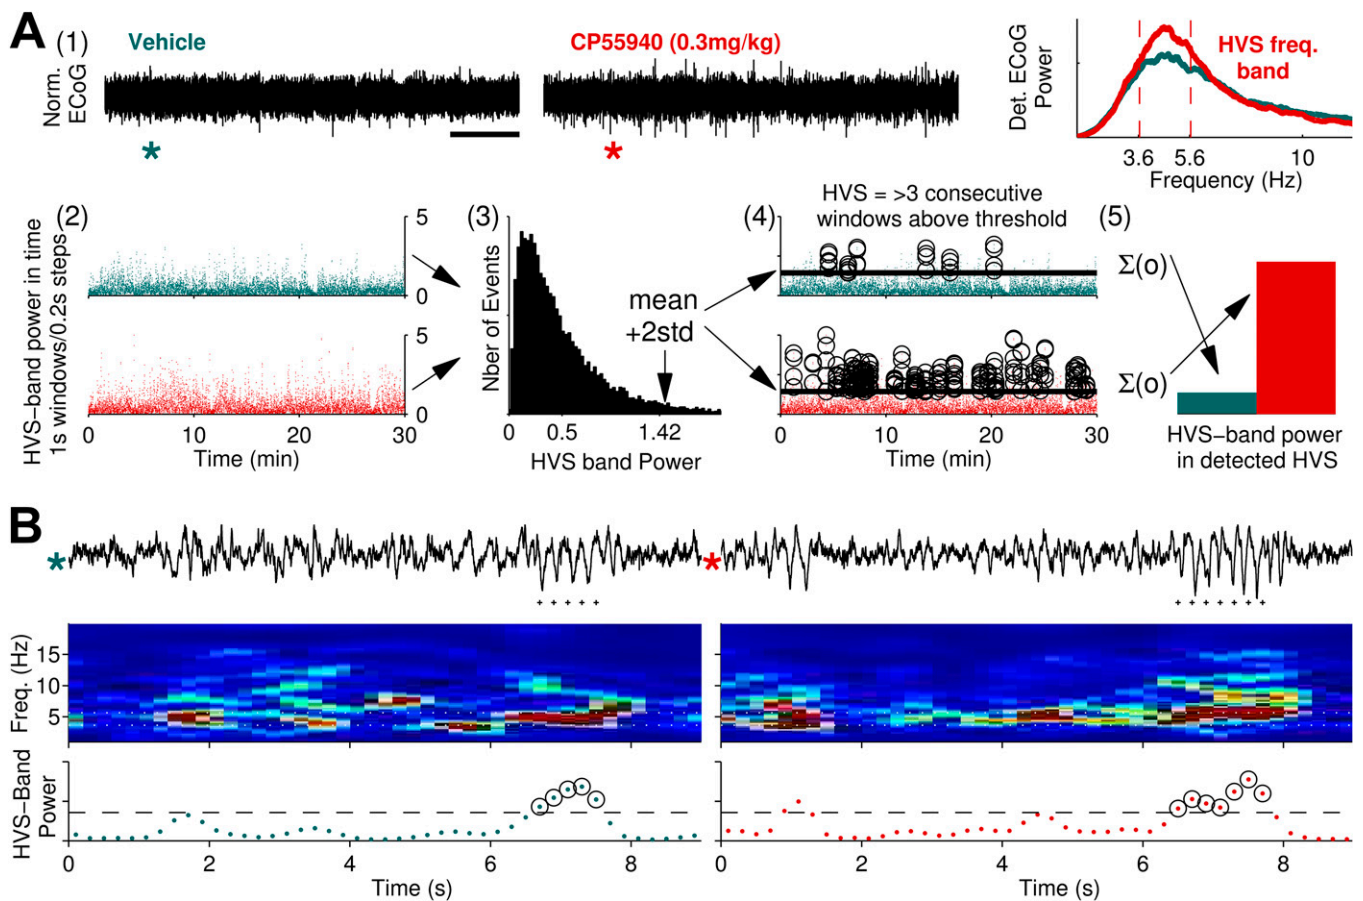 A
(1)
Vehicle
CP55940 (0.3mg/kg)
Norm.
ECoG
*
*
Det. ECoG
Power
HVS freq.
band
3.6 5.6 10
Frequency (Hz)
HVS-band power in time
1s windows/0.2s steps
(2)
5
0
5
0
0 10 20 30
Time (min)
(3)
Nber of Events
0 0.5 1.42
HVS band Power
mean
+2std
(4)
HVS = >3 consecutive
windows above threshold
0 10 20 30
Time (min)
(5)
Σ(o)
Σ(o)
HVS-band power
in detected HVS
B
*
*
+ + + + +
+ + + + + + +
Freq. (Hz)
15
10
5
HVS-Band
Power
0 2 4 6 8
Time (s)
0 2 4 6 8
Time (s)